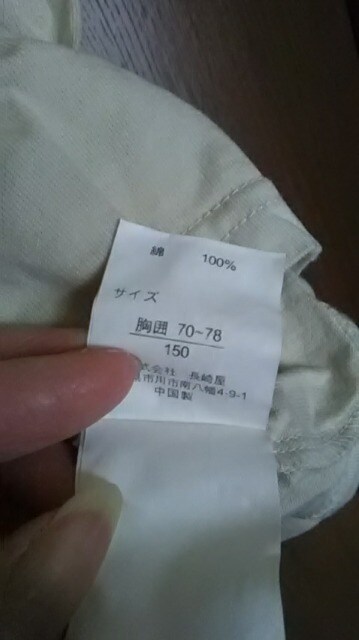 綿 100%
サイズ
胸囲 70~78
150
式会社 長崎屋
市川市南八幡4-9-1
中国製